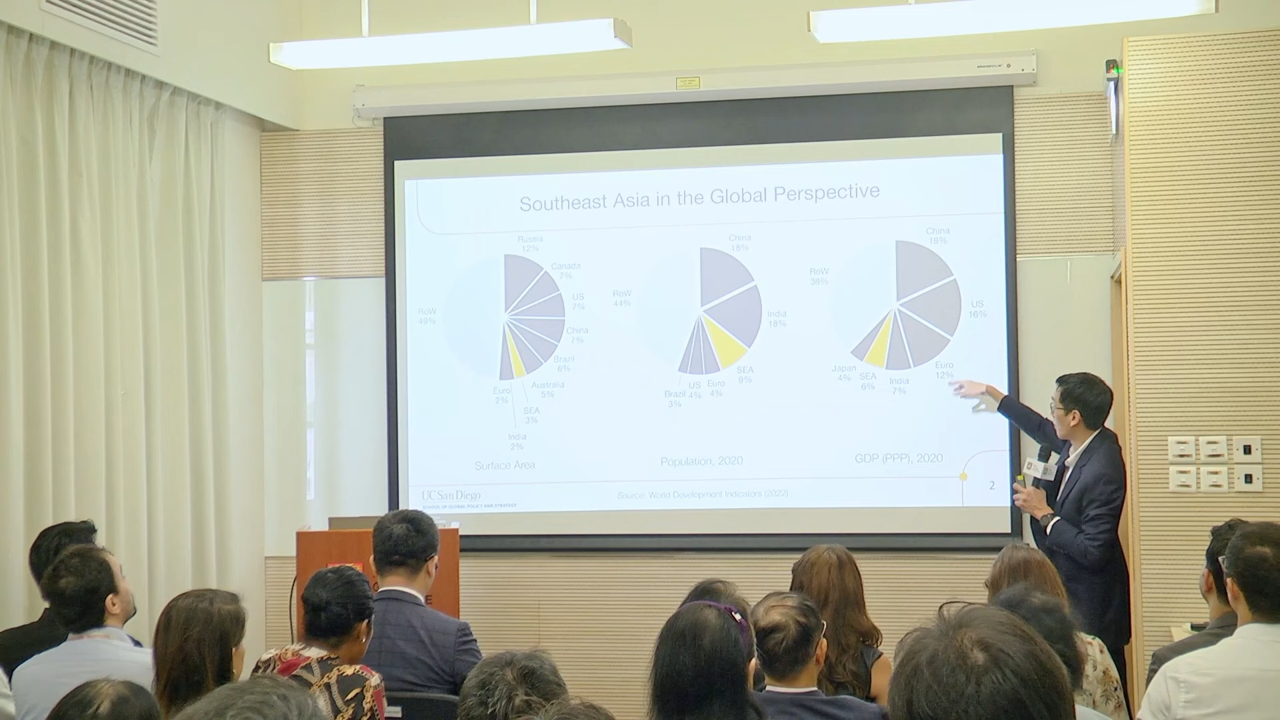 Southeast Asia in the Global Perspective
Russia
12%
Canada
7%
US
7%
China
7%
Brazil
6%
Australia
5%
SEA
3%
India
2%
Euro
2%
RoW
49%
Surface Area
China
18%
India
18%
SEA
9%
Euro
4%
US
4%
Brazil
3%
RoW
44%
Population, 2020
China
18%
US
16%
Euro
12%
India
7%
SEA
6%
Japan
4%
RoW
36%
GDP (PPP), 2020
UC San Diego
SCHOOL OF GLOBAL POLICY AND STRATEGY
Source: World Development Indicators (2022)
2